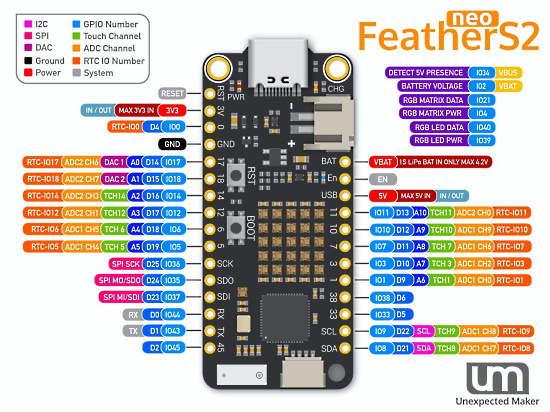 I2C
GPIO Number
SPI
Touch Channel
DAC
ADC Channel
Ground
RTC IO Number
Power
System
neo
FeatherS2
DETECT 5V PRESENCE IO34 VBUS
BATTERY VOLTAGE IO2 VBAT
RGB MATRIX DATA IO21
RGB MATRIX PWR IO4
RGB LED DATA IO40
RGB LED PWR IO39
RESET
IN / OUT MAX 3V3 IN 3V3
RTC-IO0 D4 IO0
GND
RTC-IO17 ADC2 CH6 DAC 1 A0 D14 IO17
RTC-IO18 ADC2 CH7 DAC 2 A1 D15 IO18
RTC-IO14 ADC2 CH3 TCH14 A2 D16 IO14
RTC-IO12 ADC2 CH1 TCH12 A3 D17 IO12
RTC-IO6 ADC1 CH5 TCH 6 A4 D18 IO6
RTC-IO5 ADC1 CH4 TCH 5 A5 D19 IO5
SPI SCK D25 IO36
SPI MO/SDO D24 IO35
SPI MI/SDI D23 IO37
RX D0 IO44
TX D1 IO43
D2 IO45
RST
3V
0
GND
17
18
14
12
6
5
SCK
SDO
SDI
RX
TX
45
PWR
CHG
-
+
RST
BOOT
BAT
En
USB
11
10
7
3
1
38
33
SCL
SDA
VBAT 1S LiPo BAT IN ONLY MAX 4.2V
EN
5V MAX 5V IN IN / OUT
IO11 D13 A10 TCH11 ADC2 CH0 RTC-IO11
IO10 D12 A9 TCH10 ADC1 CH9 RTC-IO10
IO7 D11 A8 TCH 7 ADC1 CH6 RTC-IO7
IO3 D10 A7 TCH 3 ADC1 CH2 RTC-IO3
IO1 D9 A6 TCH1 ADC1 CH0 RTC-IO1
IO38 D6
IO33 D5
IO9 D22 SCL TCH9 ADC1 CH8 RTC-IO9
IO8 D21 SDA TCH8 ADC1 CH7 RTC-IO8
um
Unexpected Maker